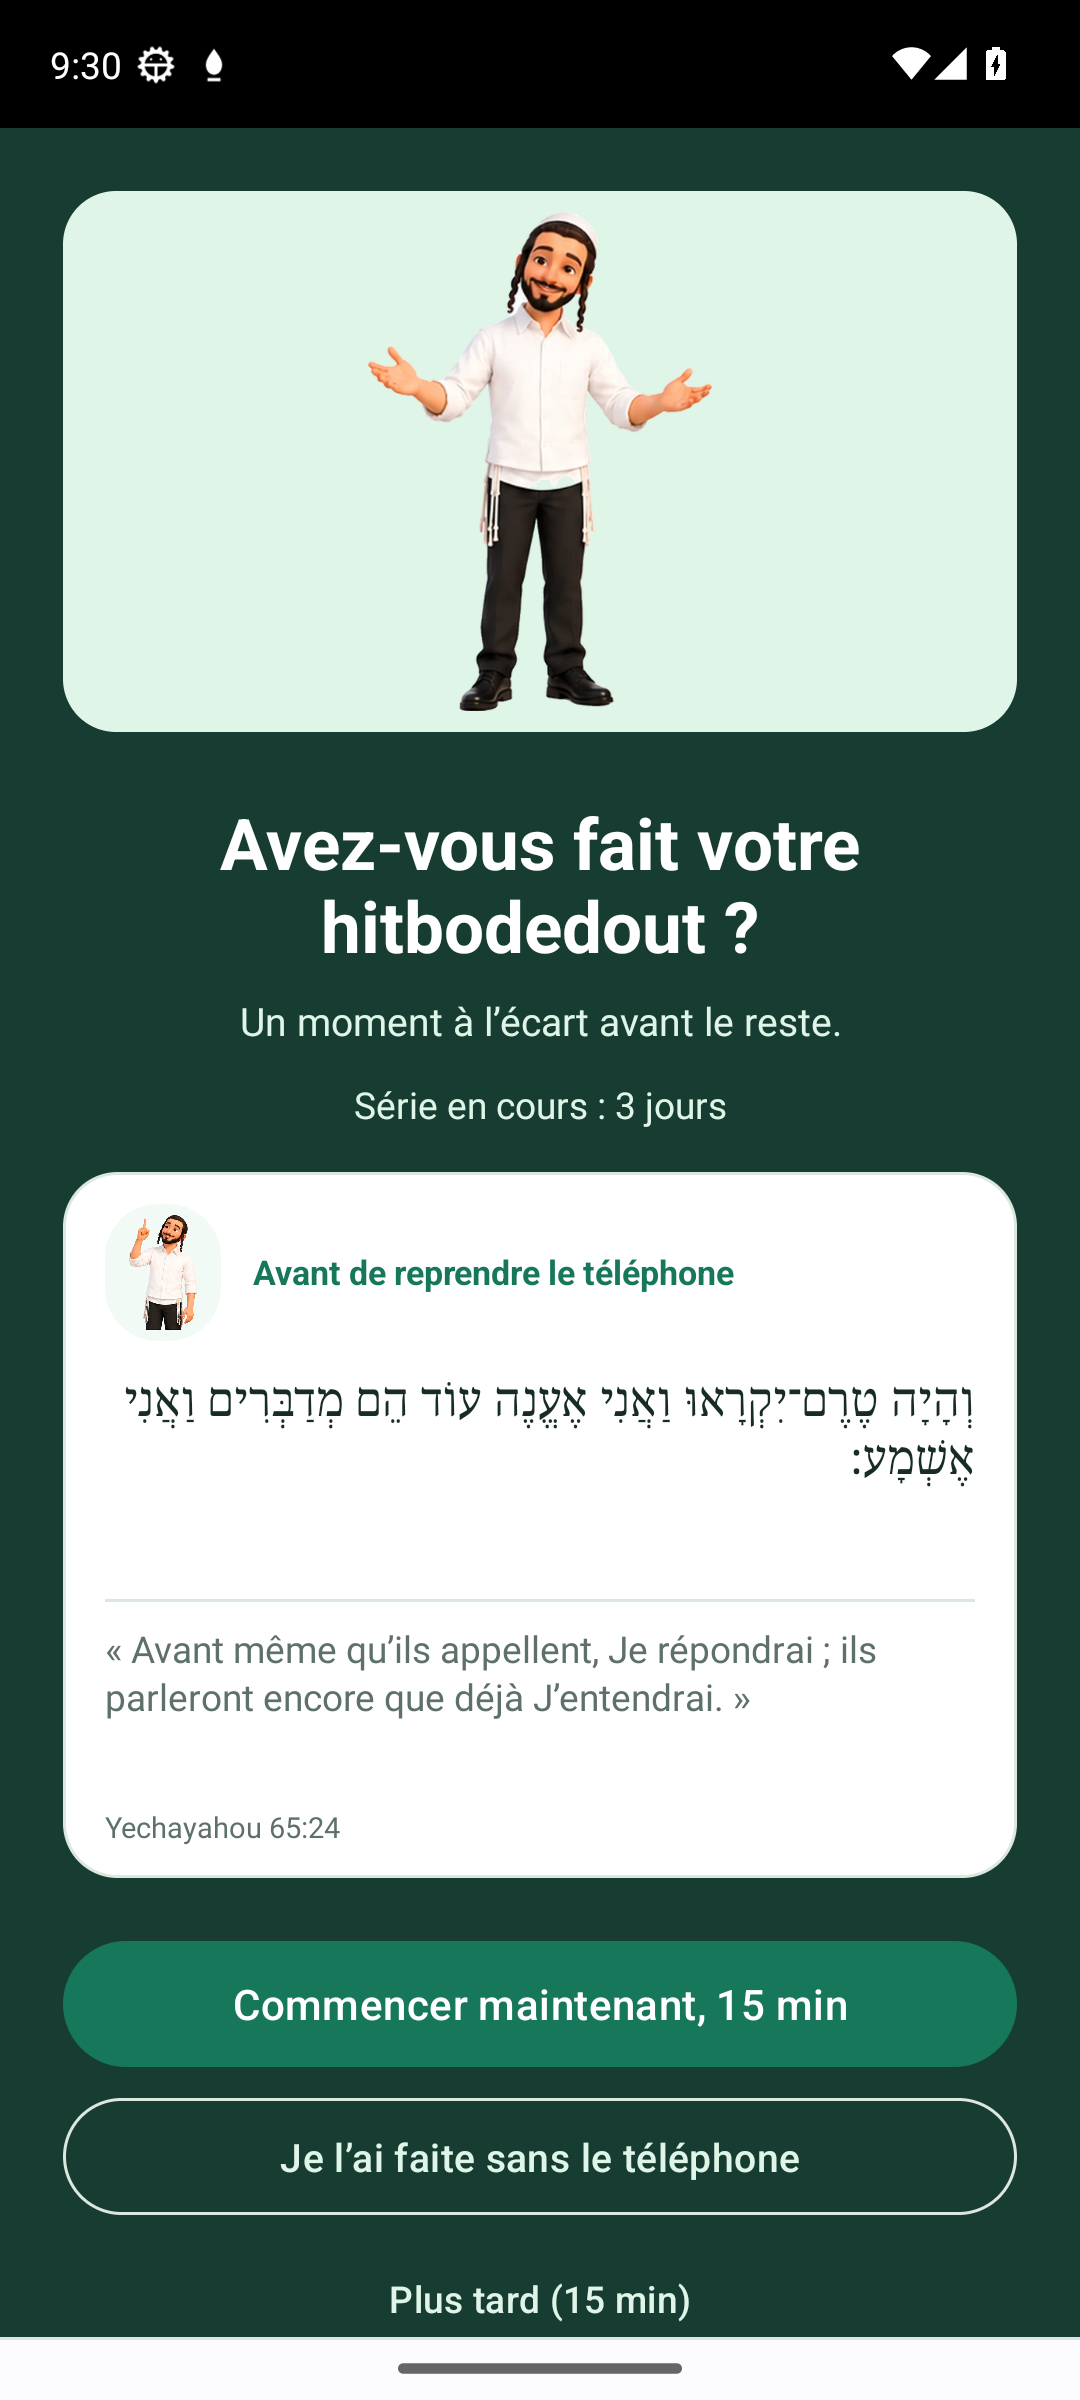 9:30
Avez-vous fait votre
hitbodedout ?
Un moment à l’écart avant le reste.
Série en cours : 3 jours
Avant de reprendre le téléphone
וְהָיָה טֶרֶם־יִקְרָאוּ וַאֲנִי אֶעֱנֶה עוֹד הֵם מְדַבְּרִים וַאֲנִי
אֶשְׁמָע׃
« Avant même qu’ils appellent, Je répondrai ; ils
parleront encore que déjà J’entendrai. »
Yechayahou 65:24
Commencer maintenant, 15 min
Je l’ai faite sans le téléphone
Plus tard (15 min)